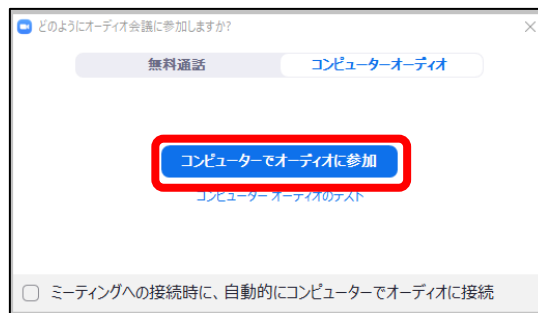 どのようにオーディオ会議に参加しますか?
無料通話 コンピューターオーディオ
コンピューターでオーディオに参加
コンピューター オーディオのテスト
ミーティングへの接続時に、自動的にコンピューターでオーディオに接続